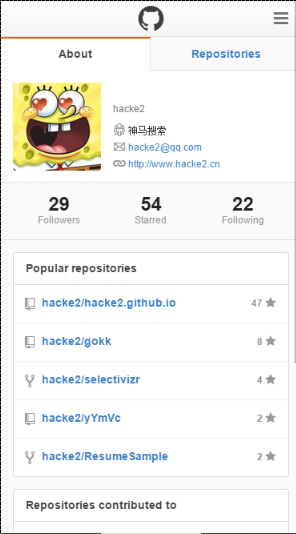 About
Repositories
hacke2
神马搜索
hacke2@qq.com
http://www.hacke2.cn
29
54
22
Followers
Starred
Following
Popular repositories
hacke2/hacke2.github.io
47
hacke2/gokk
8
hacke2/selectivizr
4
hacke2/yYmVc
2
hacke2/ResumeSample
2
Repositories contributed to